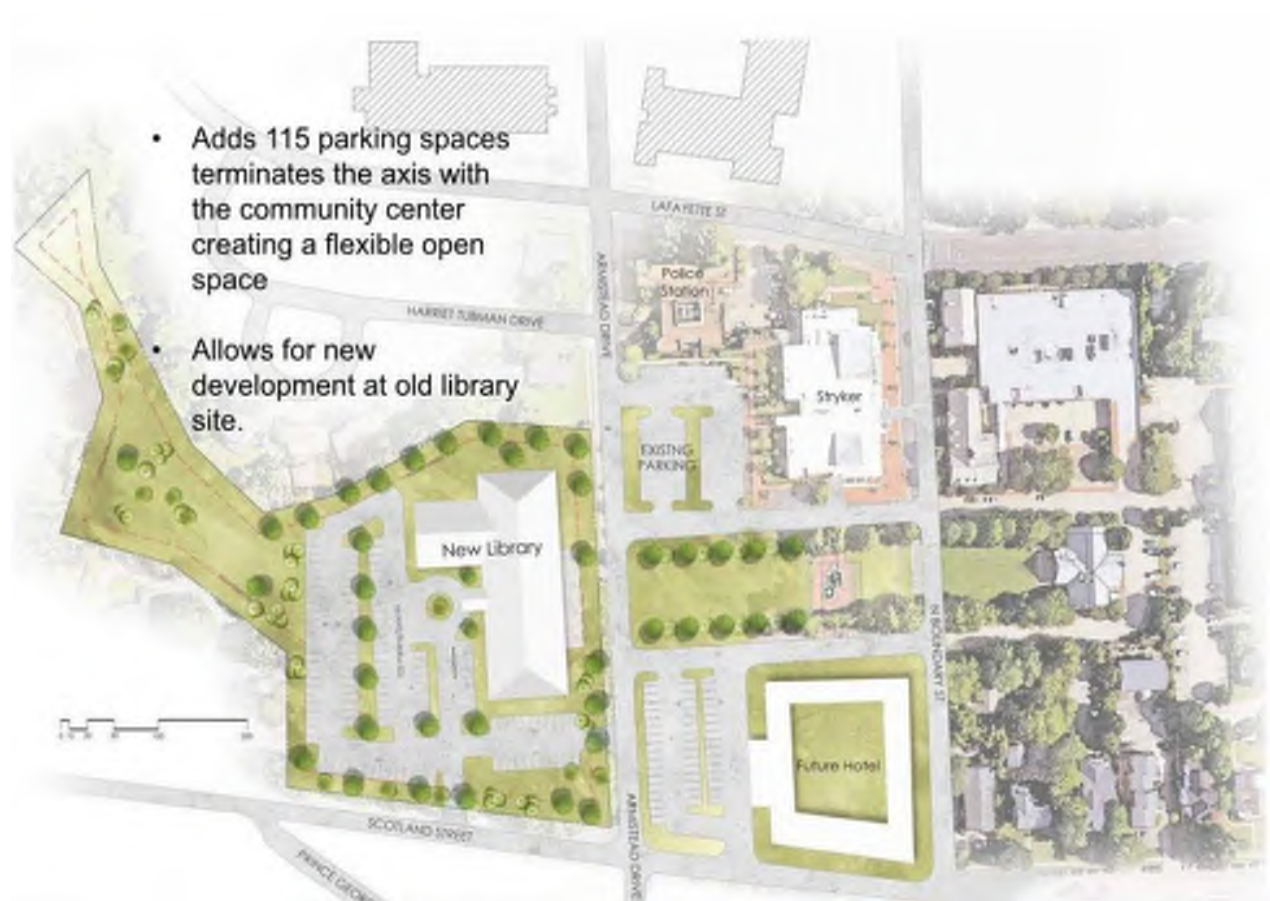 • Adds 115 parking spaces
terminates the axis with
the community center
creating a flexible open
space
• Allows for new
development at old library
site.
LAFAYETTE ST
ARMISTEAD DRIVE
Police
Station
HARRIET TUBMAN DRIVE
Stryker
EXISTNG
PARKING
New Library
N BOUNDARY ST
Future Hotel
SCOTLAND STREET
ARMISTEAD DRIVE
PRINCE GEOR